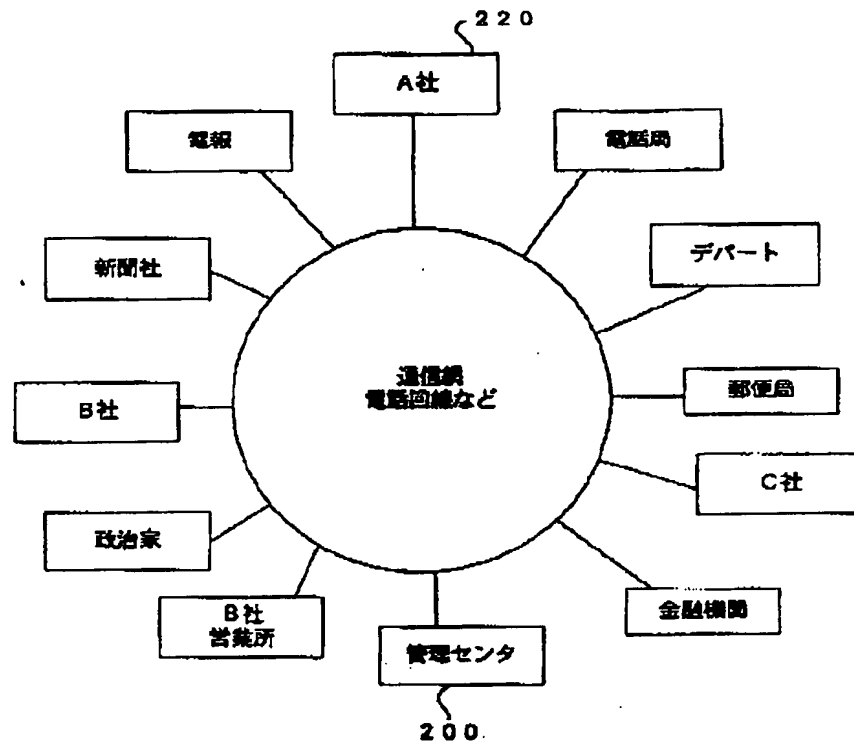 ２２０
Ａ社
電報
電話局
新聞社
デパート
通信網
電話回線など
Ｂ社
郵便局
Ｃ社
政治家
Ｂ社
営業所
管理センタ
金融機関
２００